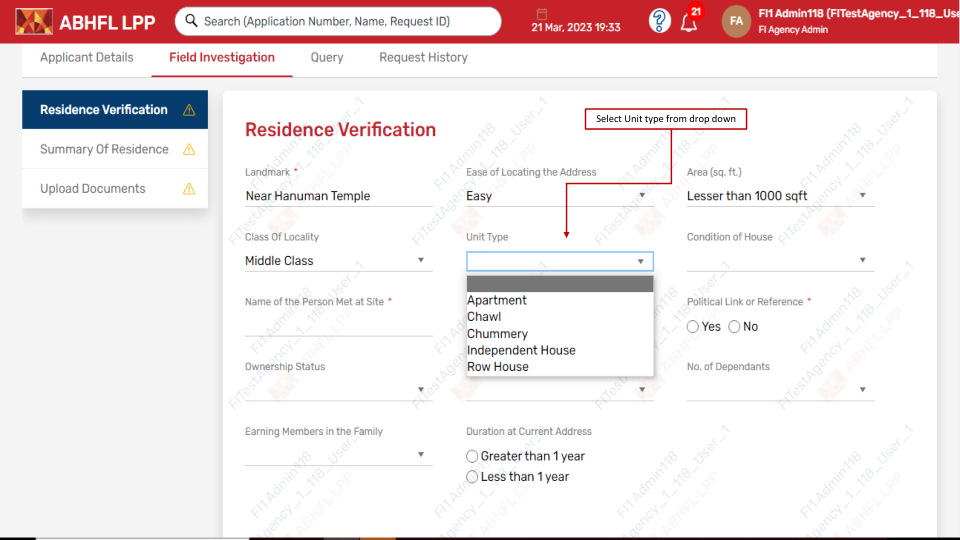 ABHFL LPP
Search (Application Number, Name, Request ID)
21 Mar, 2023 19:33
21
FA
FI1 Admin118 (FITestAgency_1_118_Use
FI Agency Admin
Applicant Details
Field Investigation
Query
Request History
Residence Verification
Summary Of Residence
Upload Documents
Residence Verification
Select Unit type from drop down
Landmark *
Ease of Locating the Address
Area (sq. ft.)
Near Hanuman Temple
Easy
Lesser than 1000 sqft
Class Of Locality
Unit Type
Condition of House
Middle Class
Apartment
Chawl
Chummery
Independent House
Row House
Name of the Person Met at Site *
Political Link or Reference *
Yes
No
Ownership Status
No. of Dependants
Earning Members in the Family
Duration at Current Address
Greater than 1 year
Less than 1 year
FI1 Admin118
FITestAgency_1_118_User_1
ABHFL LPP